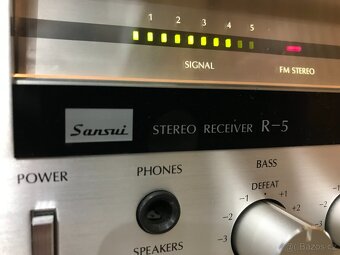 1 2 3 4 5
SIGNAL FM STEREO
Sansui STEREO RECEIVER R-5
PHONES BASS
POWER DEFEAT
-1 +1
-2 +2
-3
SPEAKERS